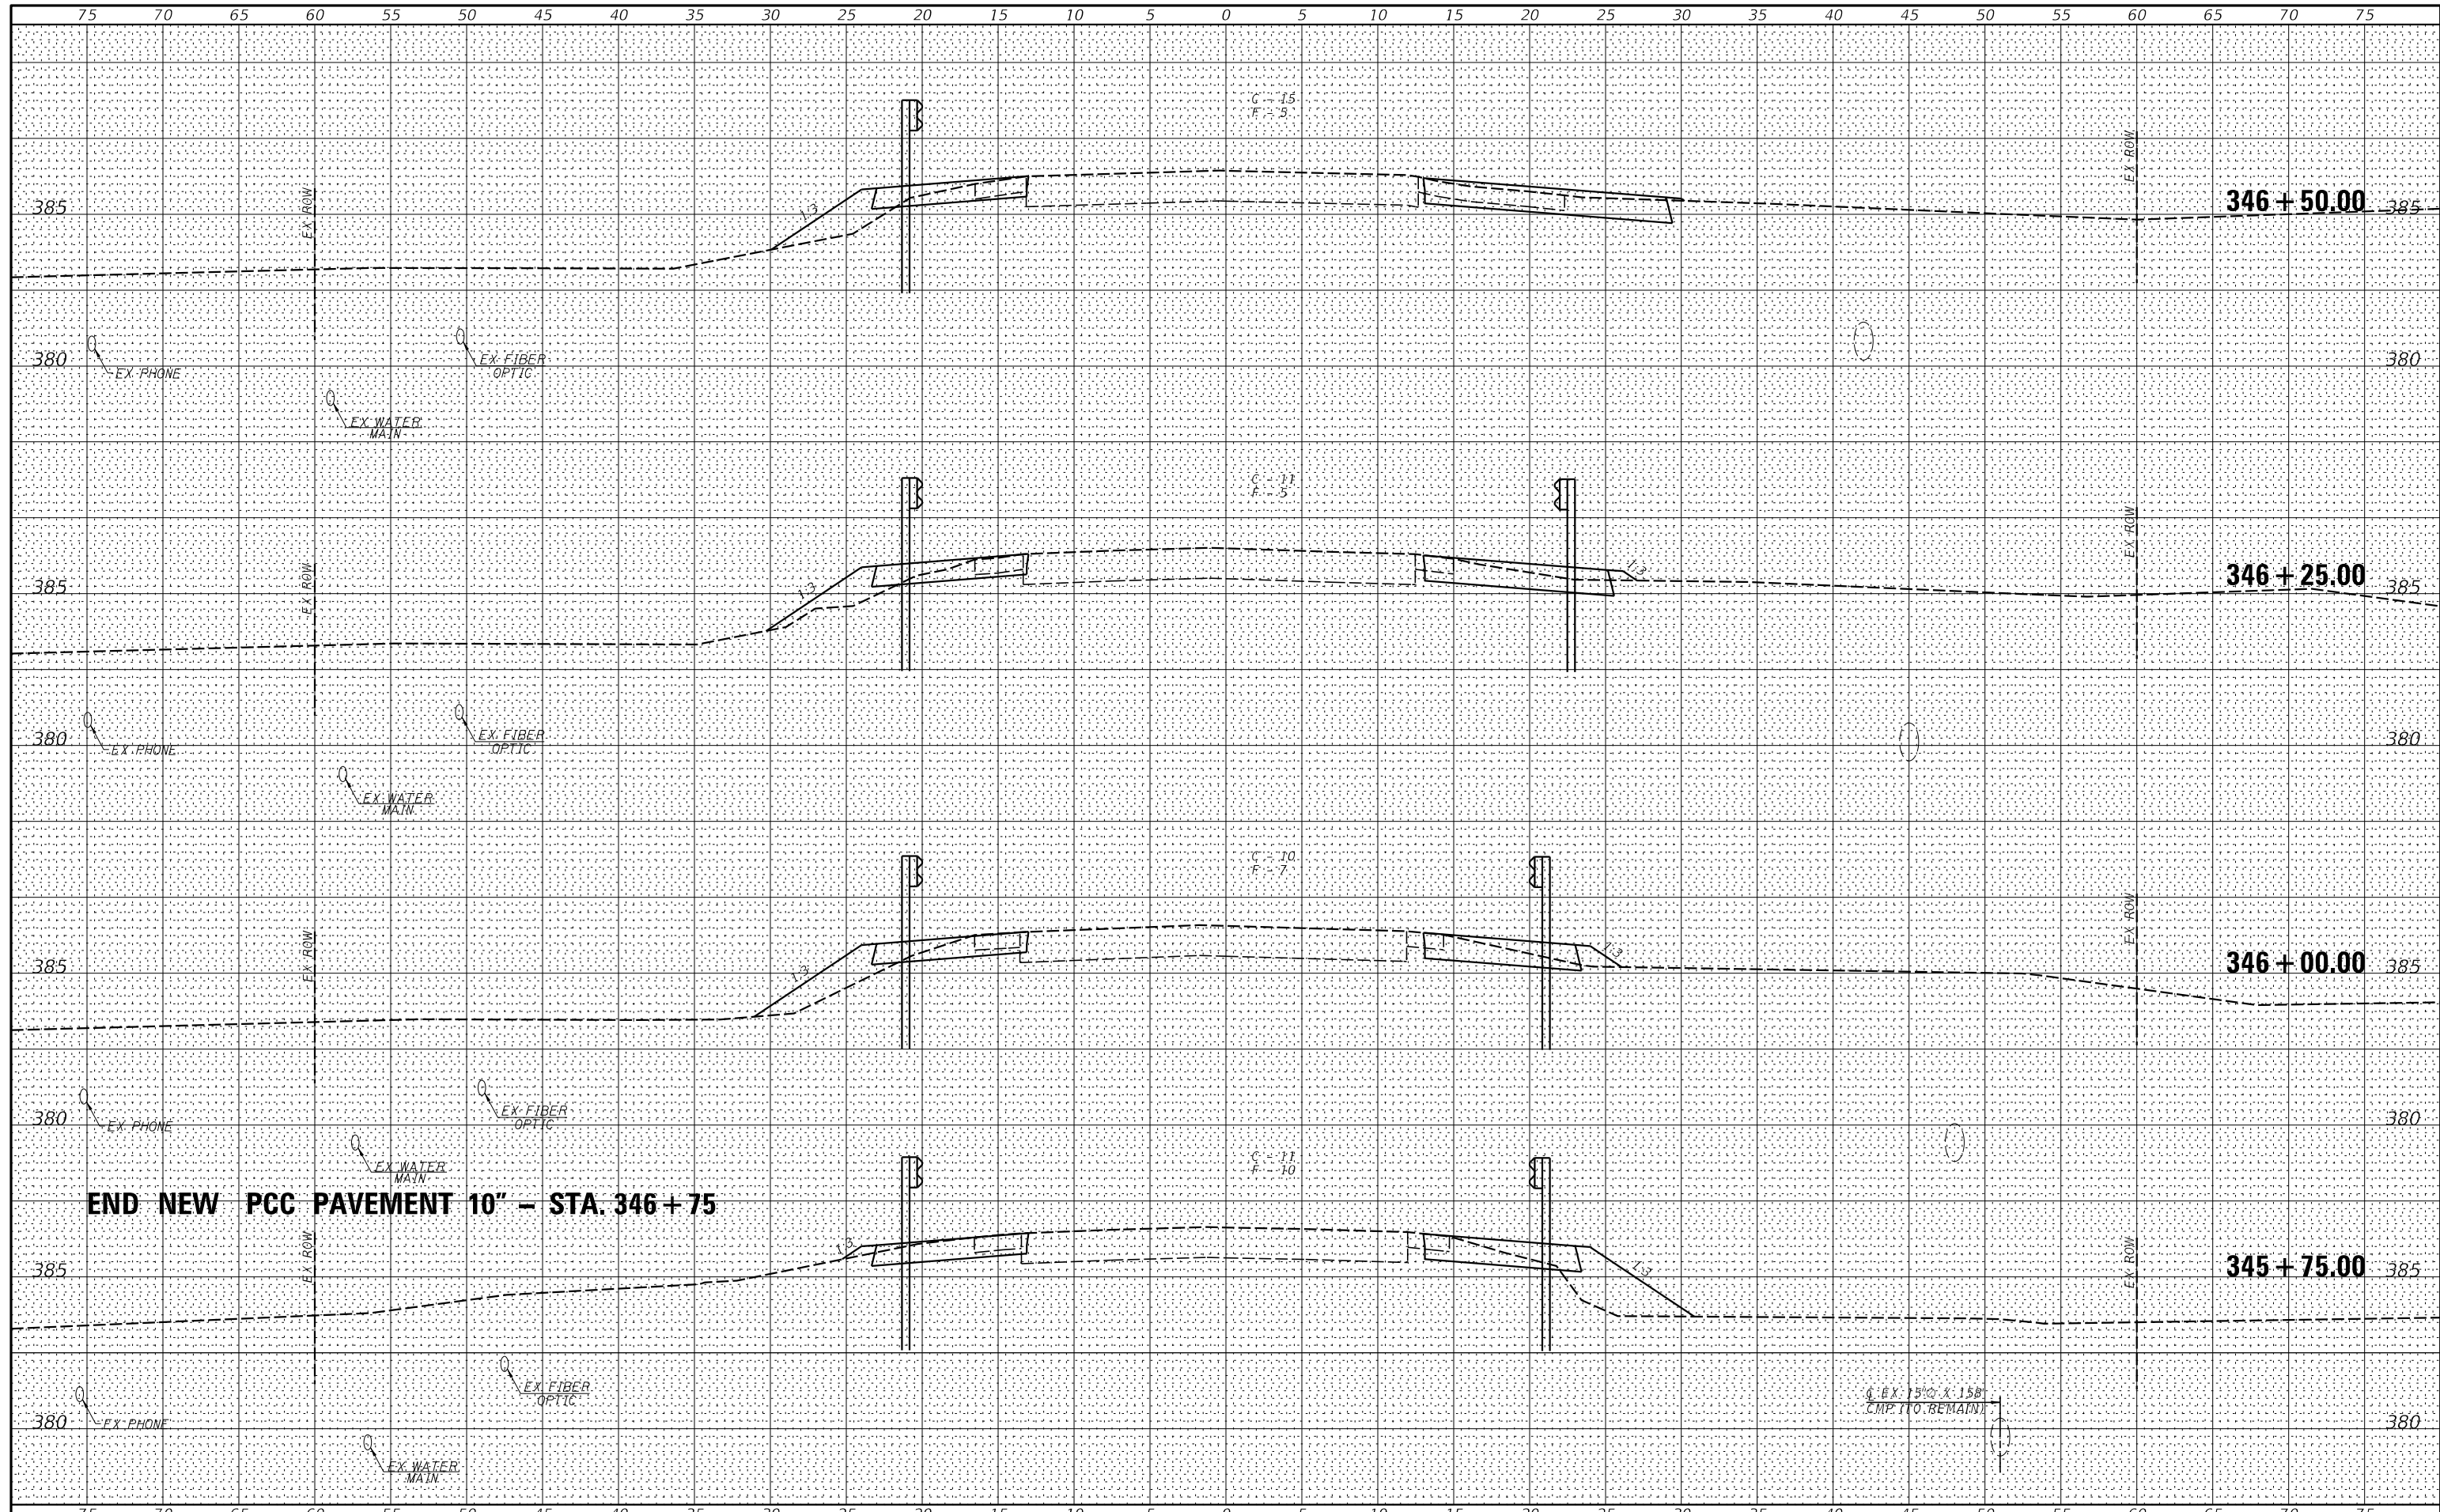 75 70 65 60 55 50 45 40 35 30 25 20 15 10 5 0 5 10 15 20 25 30 35 40 45 50 55 60 65 70 75
C - 15
F - 5
EX ROW
EX ROW
1:3
385
346 + 50.00 385
380
EX PHONE
EX FIBER
OPTIC
380
EX WATER
MAIN
C - 11
F - 5
EX ROW
EX ROW
1:3
1:3
385
346 + 25.00 385
380
EX PHONE
EX FIBER
OPTIC
380
EX WATER
MAIN
C - 10
F - 7
EX ROW
EX ROW
1:3
1:3
385
346 + 00.00 385
380
EX PHONE
EX FIBER
OPTIC
380
EX WATER
MAIN
C - 11
F - 10
END NEW PCC PAVEMENT 10” – STA. 346 + 75
EX ROW
EX ROW
1:3
1:3
385
345 + 75.00 385
380
EX PHONE
EX FIBER
OPTIC
℄ EX 15"∅ X 158'
CMP (TO REMAIN)
380
EX WATER
MAIN
75 70 65 60 55 50 45 40 35 30 25 20 15 10 5 0 5 10 15 20 25 30 35 40 45 50 55 60 65 70 75